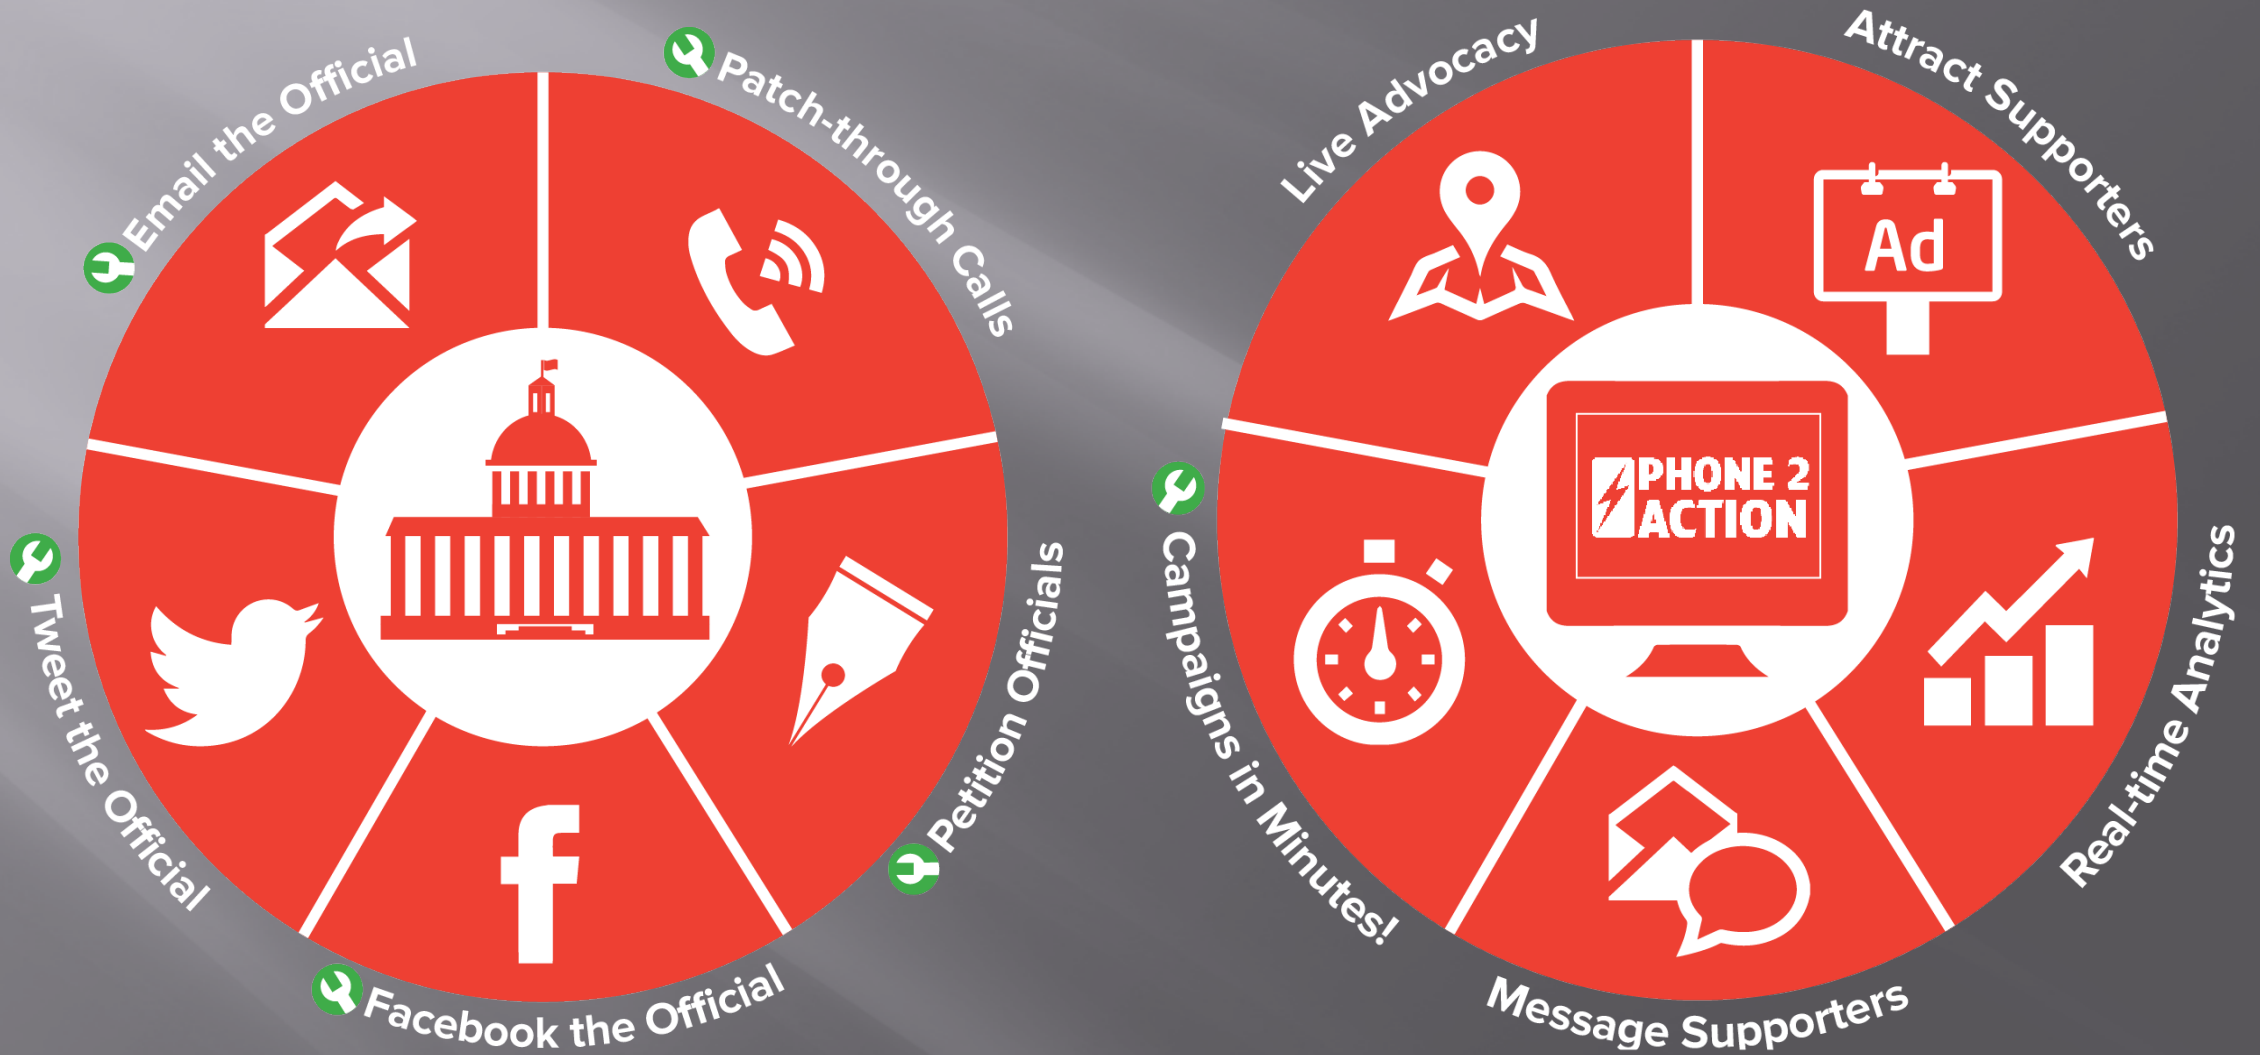 Email the Official
Patch-through Calls
Tweet the Official
Petition Officials
Facebook the Official
Live Advocacy
Attract Supporters
Ad
PHONE 2
ACTION
Campaigns in Minutes!
Real-time Analytics
Message Supporters